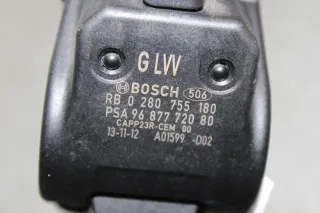 GLW
BOSCH 506
RB 0 280 755 180
PSA 96 877 720 80
CAPP23R-CEM 00
13-11-12 A01599 -D02